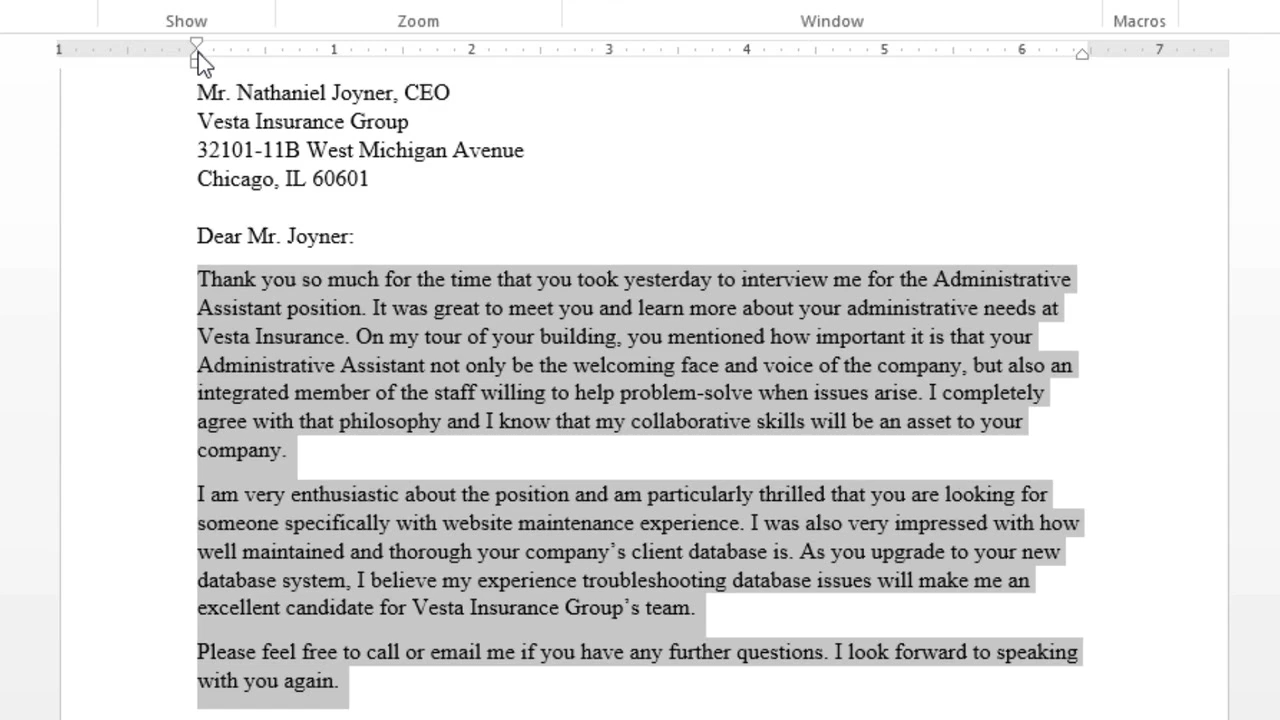 Show Zoom Window Macros
1 1 2 3 4 5 6 7
Mr. Nathaniel Joyner, CEO
Vesta Insurance Group
32101-11B West Michigan Avenue
Chicago, IL 60601
Dear Mr. Joyner:
Thank you so much for the time that you took yesterday to interview me for the Administrative
Assistant position. It was great to meet you and learn more about your administrative needs at
Vesta Insurance. On my tour of your building, you mentioned how important it is that your
Administrative Assistant not only be the welcoming face and voice of the company, but also an
integrated member of the staff willing to help problem-solve when issues arise. I completely
agree with that philosophy and I know that my collaborative skills will be an asset to your
company.
I am very enthusiastic about the position and am particularly thrilled that you are looking for
someone specifically with website maintenance experience. I was also very impressed with how
well maintained and thorough your company’s client database is. As you upgrade to your new
database system, I believe my experience troubleshooting database issues will make me an
excellent candidate for Vesta Insurance Group’s team.
Please feel free to call or email me if you have any further questions. I look forward to speaking
with you again.